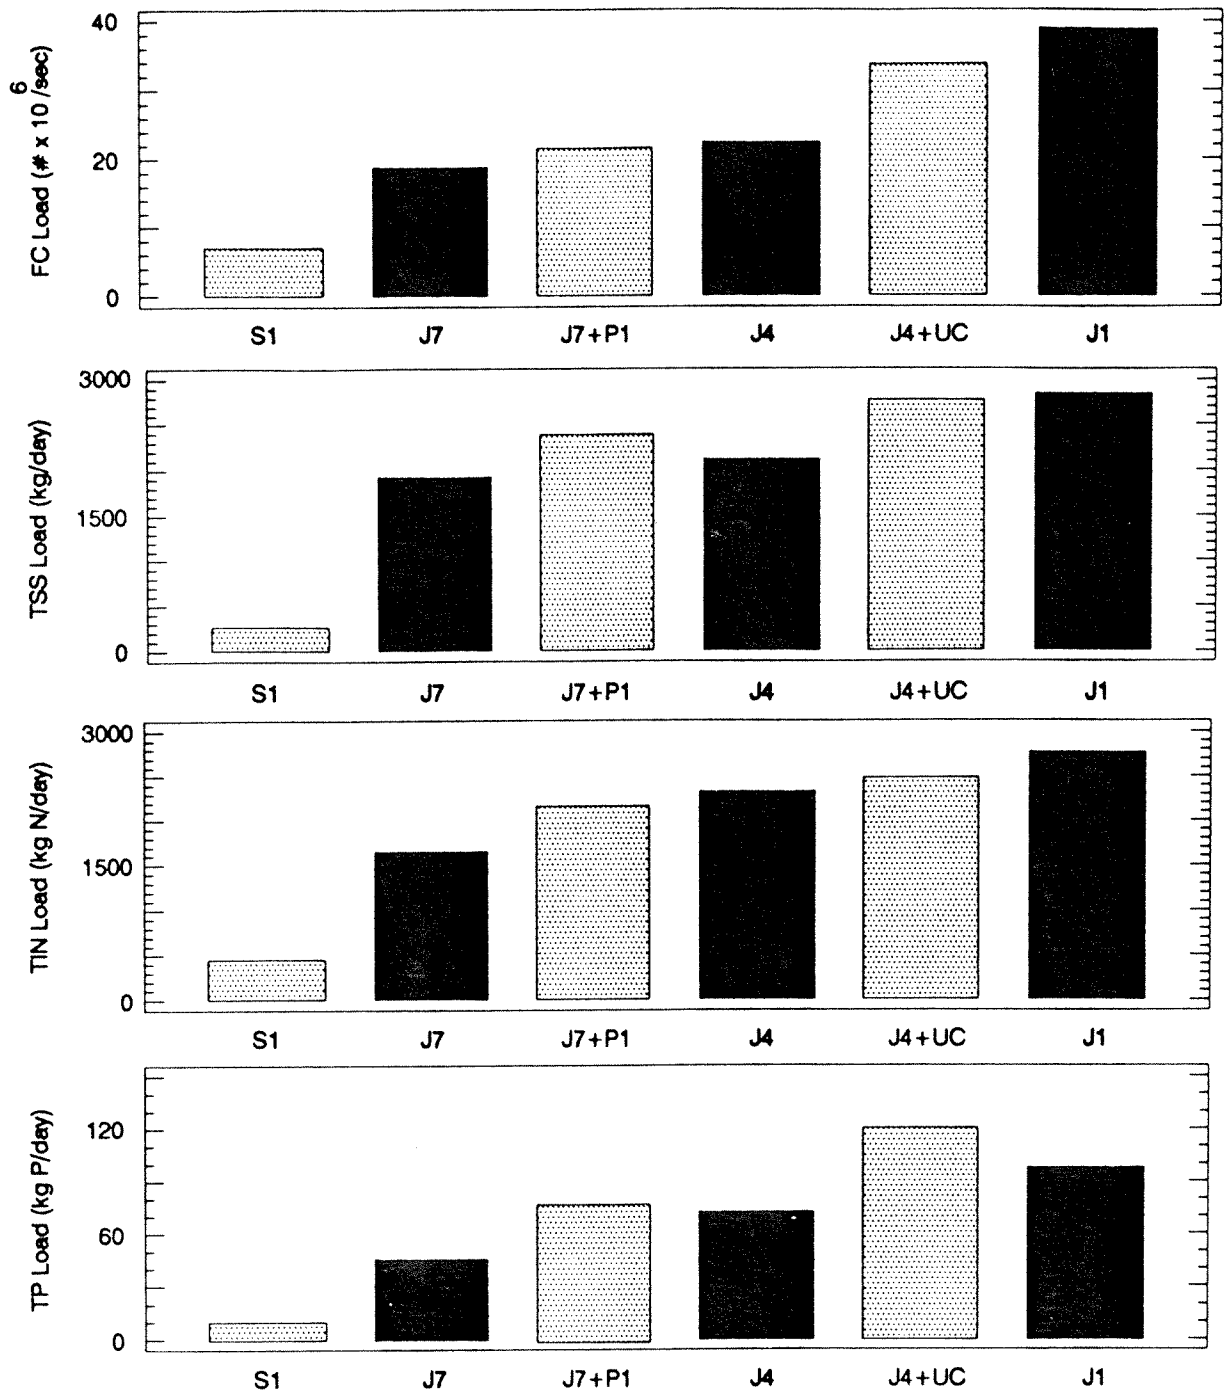 40
20
0
FC Load (# x 10^6/sec)
S1 J7 J7+P1 J4 J4+UC J1
3000
1500
0
TSS Load (kg/day)
S1 J7 J7+P1 J4 J4+UC J1
3000
1500
0
TIN Load (kg N/day)
S1 J7 J7+P1 J4 J4+UC J1
120
60
0
TP Load (kg P/day)
S1 J7 J7+P1 J4 J4+UC J1